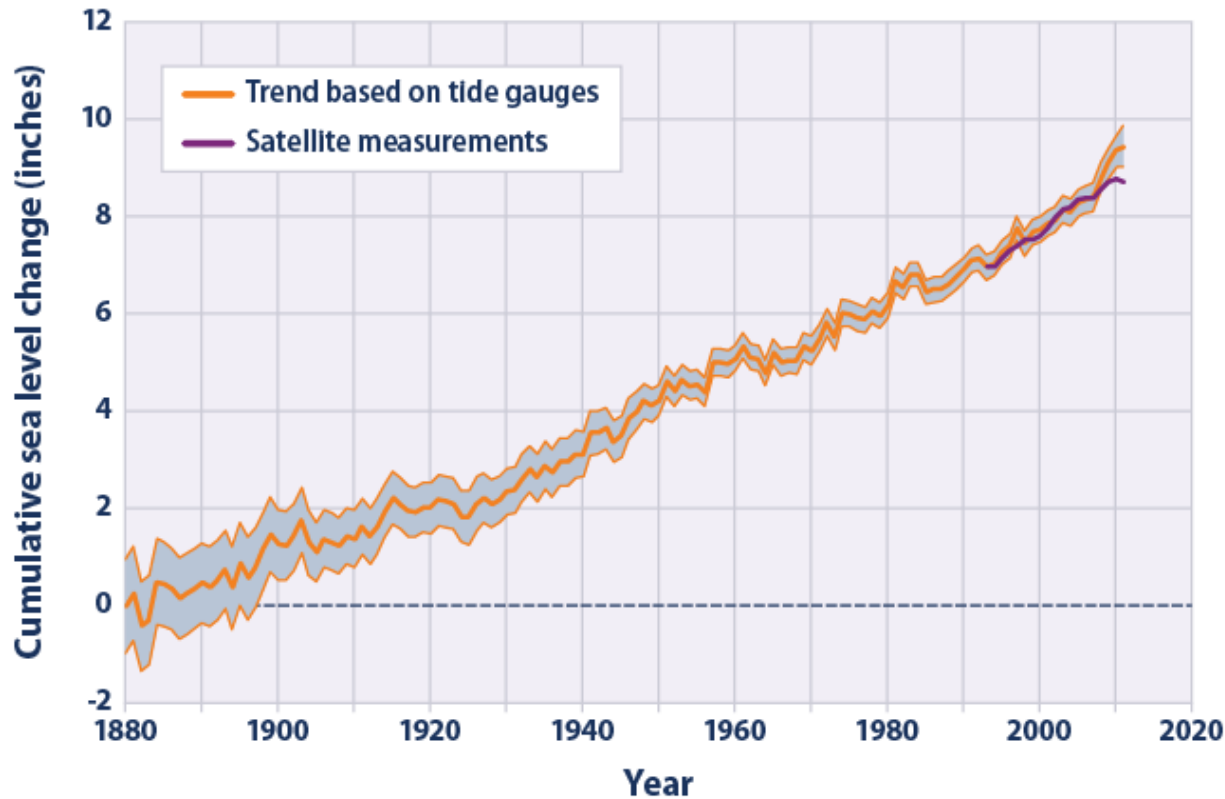 Cumulative sea level change (inches)
12
10
8
6
4
2
0
-2
Trend based on tide gauges
Satellite measurements
1880 1900 1920 1940 1960 1980 2000 2020
Year